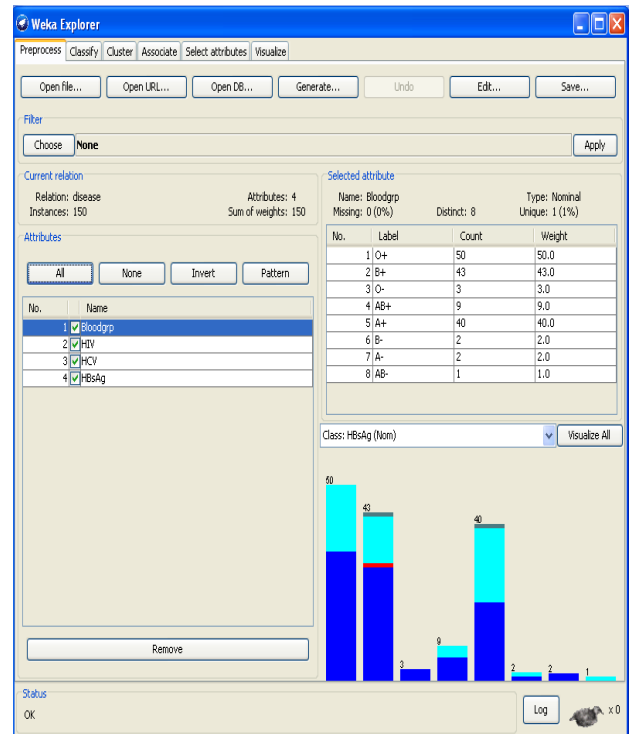 Weka Explorer
Preprocess Classify Cluster Associate Select attributes Visualize
Open file... Open URL... Open DB... Generate... Undo Edit... Save...
Filter
Choose None Apply
Current relation
Relation: disease Attributes: 4
Instances: 150 Sum of weights: 150
Attributes
All None Invert Pattern
No. Name
1 Bloodgrp
2 HIV
3 HCV
4 HBsAg
Remove
Selected attribute
Name: Bloodgrp Type: Nominal
Missing: 0 (0%) Distinct: 8 Unique: 1 (1%)
No. Label Count Weight
1 O+ 50 50.0
2 B+ 43 43.0
3 O- 3 3.0
4 AB+ 9 9.0
5 A+ 40 40.0
6 B- 2 2.0
7 A- 2 2.0
8 AB- 1 1.0
Class: HBsAg (Nom) Visualize All
50 43 3 9 40 2 2 1
Status
OK Log x 0